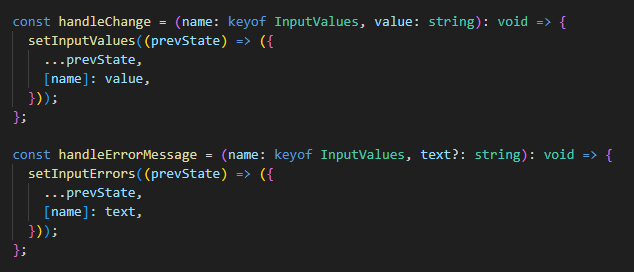 const handleChange = (name: keyof InputValues, value: string): void => {
  setInputValues((prevState) => ({
    ...prevState,
    [name]: value,
  }));
};

const handleErrorMessage = (name: keyof InputValues, text?: string): void => {
  setInputErrors((prevState) => ({
    ...prevState,
    [name]: text,
  }));
};